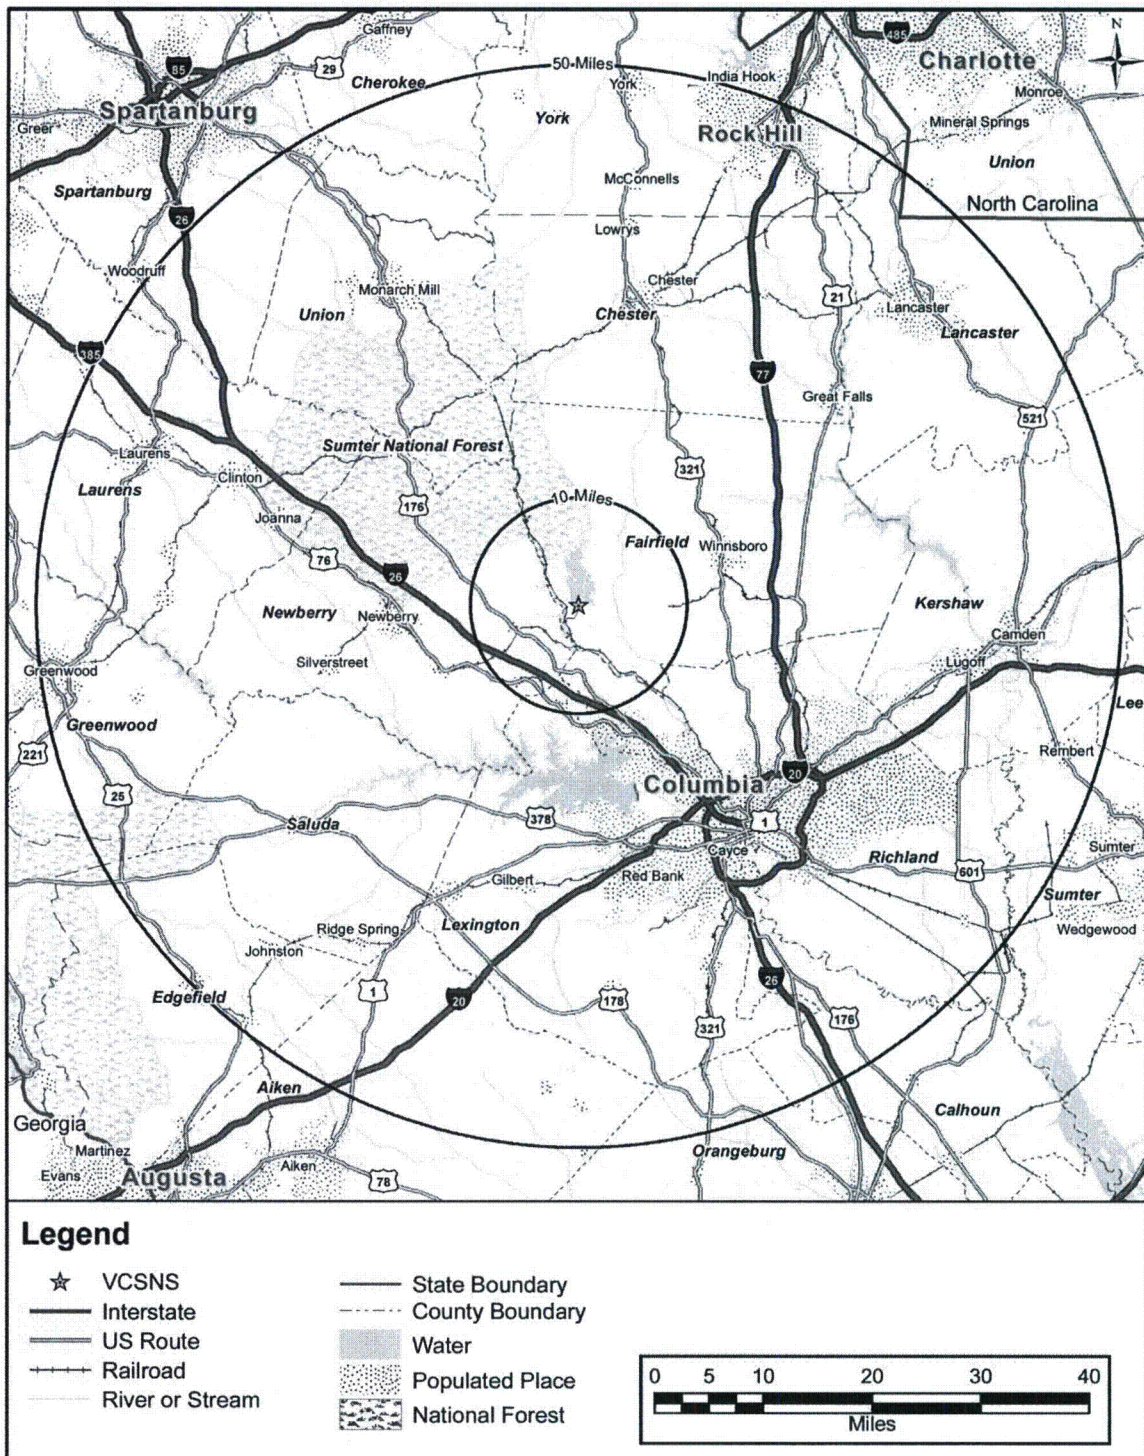 N
Gaffney
485
Charlotte
85
29
Cherokee
50-Miles
India Hook
York
Monroe
Spartanburg
York
Greer
Rock Hill
Mineral Springs
Union
McConnells
Spartanburg
North Carolina
26
Lowrys
Woodruff
Chester
Monarch Mill
21
Union
Chester
Lancaster
Lancaster
385
77
Great Falls
521
Sumter National Forest
Laurens
321
Clinton
Laurens
10-Miles
176
Joanna
Fairfield
Winnsboro
76
26
Kershaw
Newberry
Newberry
Camden
Silverstreet
Lugoff
Greenwood
Lee
Greenwood
221
Rembert
20
Columbia
25
378
1
Saluda
Sumter
Cayce
Richland
Red Bank
601
Gilbert
Sumter
Lexington
Ridge Spring
Wedgewood
Johnston
26
1
Edgefield
20
178
176
321
Aiken
Calhoun
Georgia
Martinez
Orangeburg
Evans
Aiken
Augusta
78
Legend
VCSNS
Interstate
US Route
Railroad
River or Stream
State Boundary
County Boundary
Water
Populated Place
National Forest
0 5 10 20 30 40
Miles